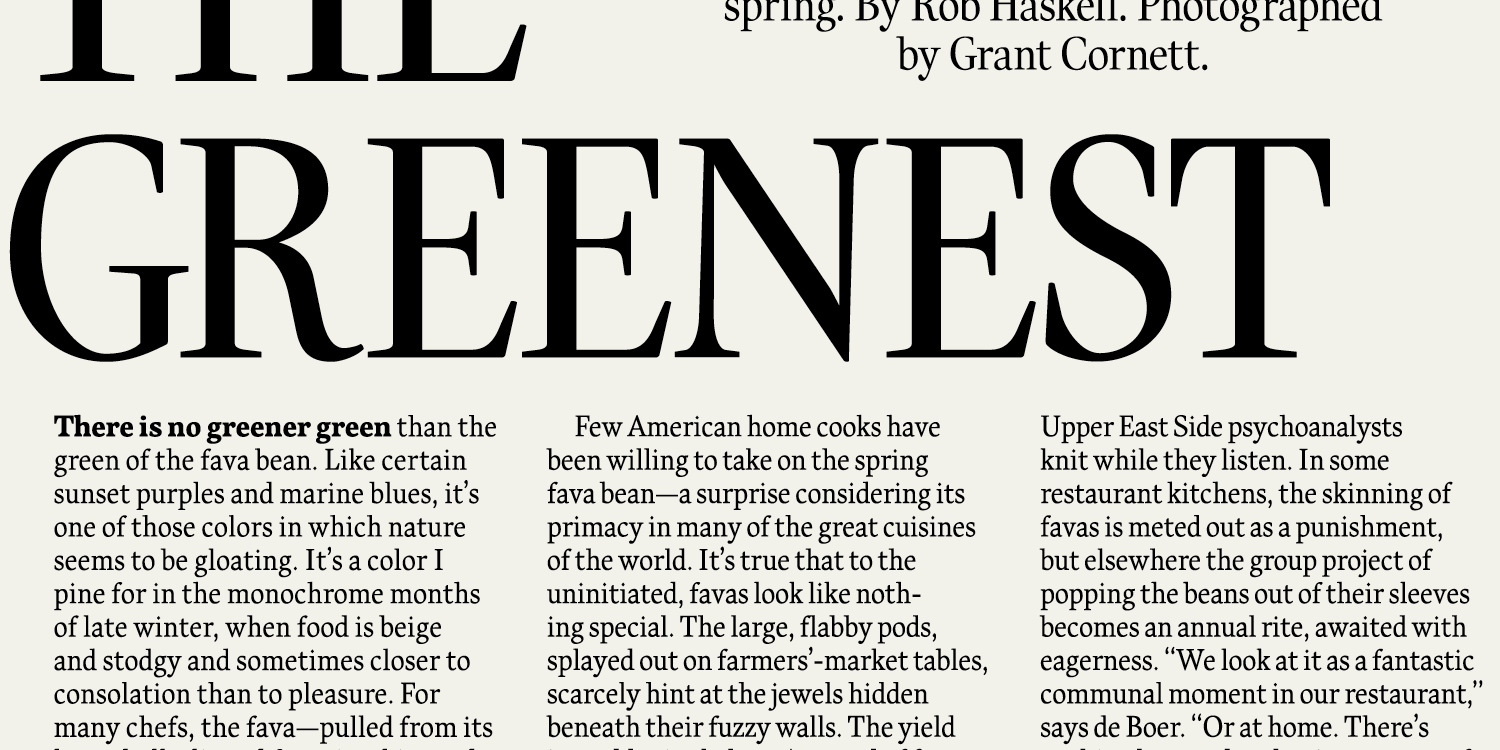 THE
spring. By Rob Haskell. Photographed
by Grant Cornett.
GREENEST
There is no greener green than the
green of the fava bean. Like certain
sunset purples and marine blues, it’s
one of those colors in which nature
seems to be gloating. It’s a color I
pine for in the monochrome months
of late winter, when food is beige
and stodgy and sometimes closer to
consolation than to pleasure. For
many chefs, the fava—pulled from its
Few American home cooks have
been willing to take on the spring
fava bean—a surprise considering its
primacy in many of the great cuisines
of the world. It’s true that to the
uninitiated, favas look like noth-
ing special. The large, flabby pods,
splayed out on farmers’-market tables,
scarcely hint at the jewels hidden
beneath their fuzzy walls. The yield
Upper East Side psychoanalysts
knit while they listen. In some
restaurant kitchens, the skinning of
favas is meted out as a punishment,
but elsewhere the group project of
popping the beans out of their sleeves
becomes an annual rite, awaited with
eagerness. “We look at it as a fantastic
communal moment in our restaurant,”
says de Boer. “Or at home. There’s